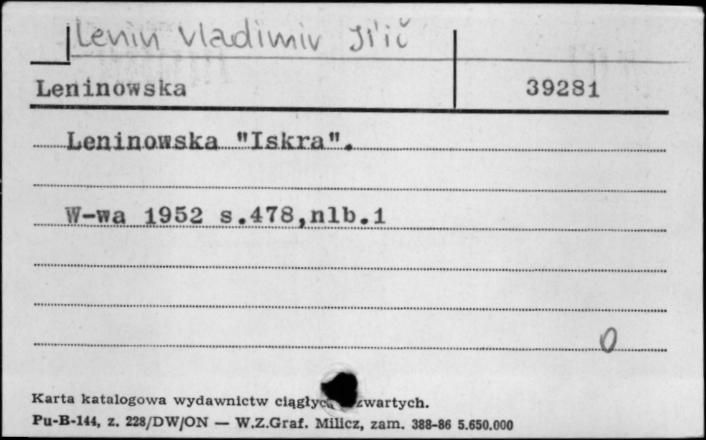 Lenin Vladimir Il'ič
Leninowska 39281
Leninowska "Iskra".
W-wa 1952 s.478,nlb.1
0
Karta katalogowa wydawnictw zwartych.
Pu-B-144, z. 228/DW/ON — W.Z.Graf. Milicz, zam. 388-86 5.650.000